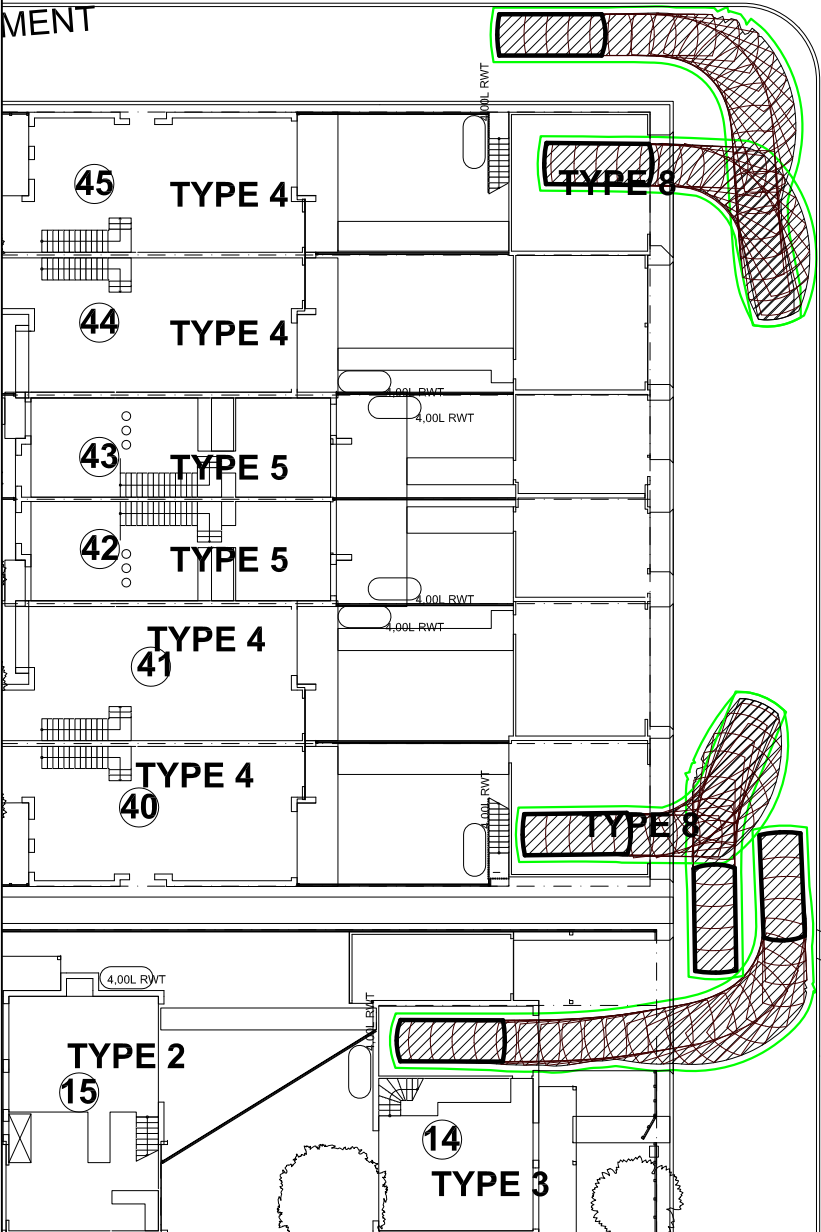 MENT
4,00L RWT
45
TYPE 4
TYPE 8
44
TYPE 4
4,00L RWT
4,00L RWT
43
TYPE 5
42
TYPE 5
4,00L RWT
4,00L RWT
TYPE 4
41
TYPE 4
40
4,00L RWT
TYPE 8
4,00L RWT
4,00L RWT
TYPE 2
15
14
TYPE 3